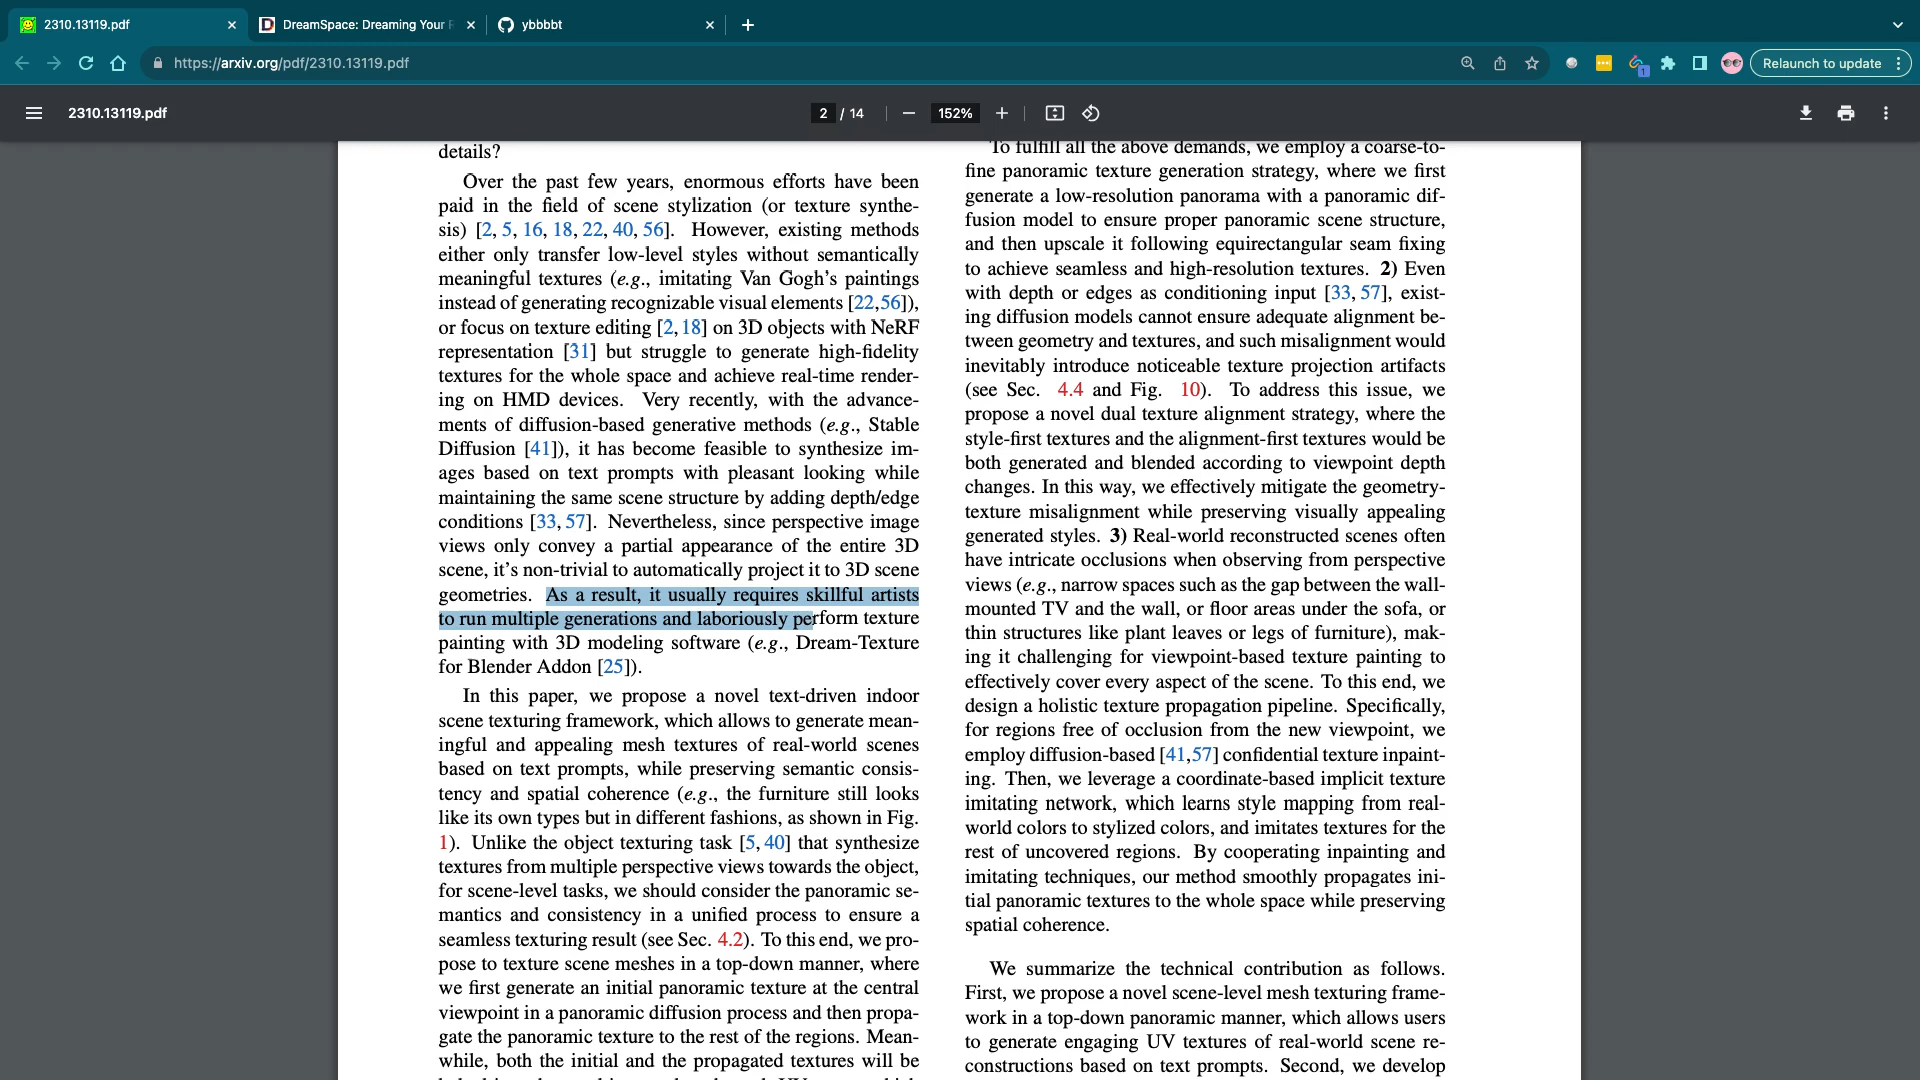 2310.13119.pdf
DreamSpace: Dreaming Your
ybbbbt
https://arxiv.org/pdf/2310.13119.pdf
1
Relaunch to update
2310.13119.pdf
2 / 14
152%
details?
Over the past few years, enormous efforts have been
paid in the field of scene stylization (or texture synthe-
sis) [2, 5, 16, 18, 22, 40, 56]. However, existing methods
either only transfer low-level styles without semantically
meaningful textures (e.g., imitating Van Gogh's paintings
instead of generating recognizable visual elements [22,56]),
or focus on texture editing [2,18] on 3D objects with NeRF
representation [31] but struggle to generate high-fidelity
textures for the whole space and achieve real-time render-
ing on HMD devices. Very recently, with the advance-
ments of diffusion-based generative methods (e.g., Stable
Diffusion [41]), it has become feasible to synthesize im-
ages based on text prompts with pleasant looking while
maintaining the same scene structure by adding depth/edge
conditions [33, 57]. Nevertheless, since perspective image
views only convey a partial appearance of the entire 3D
scene, it's non-trivial to automatically project it to 3D scene
geometries. As a result, it usually requires skillful artists
to run multiple generations and laboriously perform texture
painting with 3D modeling software (e.g., Dream-Texture
for Blender Addon [25]).
In this paper, we propose a novel text-driven indoor
scene texturing framework, which allows to generate mean-
ingful and appealing mesh textures of real-world scenes
based on text prompts, while preserving semantic consis-
tency and spatial coherence (e.g., the furniture still looks
like its own types but in different fashions, as shown in Fig.
1). Unlike the object texturing task [5, 40] that synthesize
textures from multiple perspective views towards the object,
for scene-level tasks, we should consider the panoramic se-
mantics and consistency in a unified process to ensure a
seamless texturing result (see Sec. 4.2). To this end, we pro-
pose to texture scene meshes in a top-down manner, where
we first generate an initial panoramic texture at the central
viewpoint in a panoramic diffusion process and then propa-
gate the panoramic texture to the rest of the regions. Mean-
while, both the initial and the propagated textures will be
To fulfill all the above demands, we employ a coarse-to-
fine panoramic texture generation strategy, where we first
generate a low-resolution panorama with a panoramic dif-
fusion model to ensure proper panoramic scene structure,
and then upscale it following equirectangular seam fixing
to achieve seamless and high-resolution textures. 2) Even
with depth or edges as conditioning input [33, 57], exist-
ing diffusion models cannot ensure adequate alignment be-
tween geometry and textures, and such misalignment would
inevitably introduce noticeable texture projection artifacts
(see Sec. 4.4 and Fig. 10). To address this issue, we
propose a novel dual texture alignment strategy, where the
style-first textures and the alignment-first textures would be
both generated and blended according to viewpoint depth
changes. In this way, we effectively mitigate the geometry-
texture misalignment while preserving visually appealing
generated styles. 3) Real-world reconstructed scenes often
have intricate occlusions when observing from perspective
views (e.g., narrow spaces such as the gap between the wall-
mounted TV and the wall, or floor areas under the sofa, or
thin structures like plant leaves or legs of furniture), mak-
ing it challenging for viewpoint-based texture painting to
effectively cover every aspect of the scene. To this end, we
design a holistic texture propagation pipeline. Specifically,
for regions free of occlusion from the new viewpoint, we
employ diffusion-based [41,57] confidential texture inpaint-
ing. Then, we leverage a coordinate-based implicit texture
imitating network, which learns style mapping from real-
world colors to stylized colors, and imitates textures for the
rest of uncovered regions. By cooperating inpainting and
imitating techniques, our method smoothly propagates ini-
tial panoramic textures to the whole space while preserving
spatial coherence.
We summarize the technical contribution as follows.
First, we propose a novel scene-level mesh texturing frame-
work in a top-down panoramic manner, which allows users
to generate engaging UV textures of real-world scene re-
constructions based on text prompts. Second, we develop